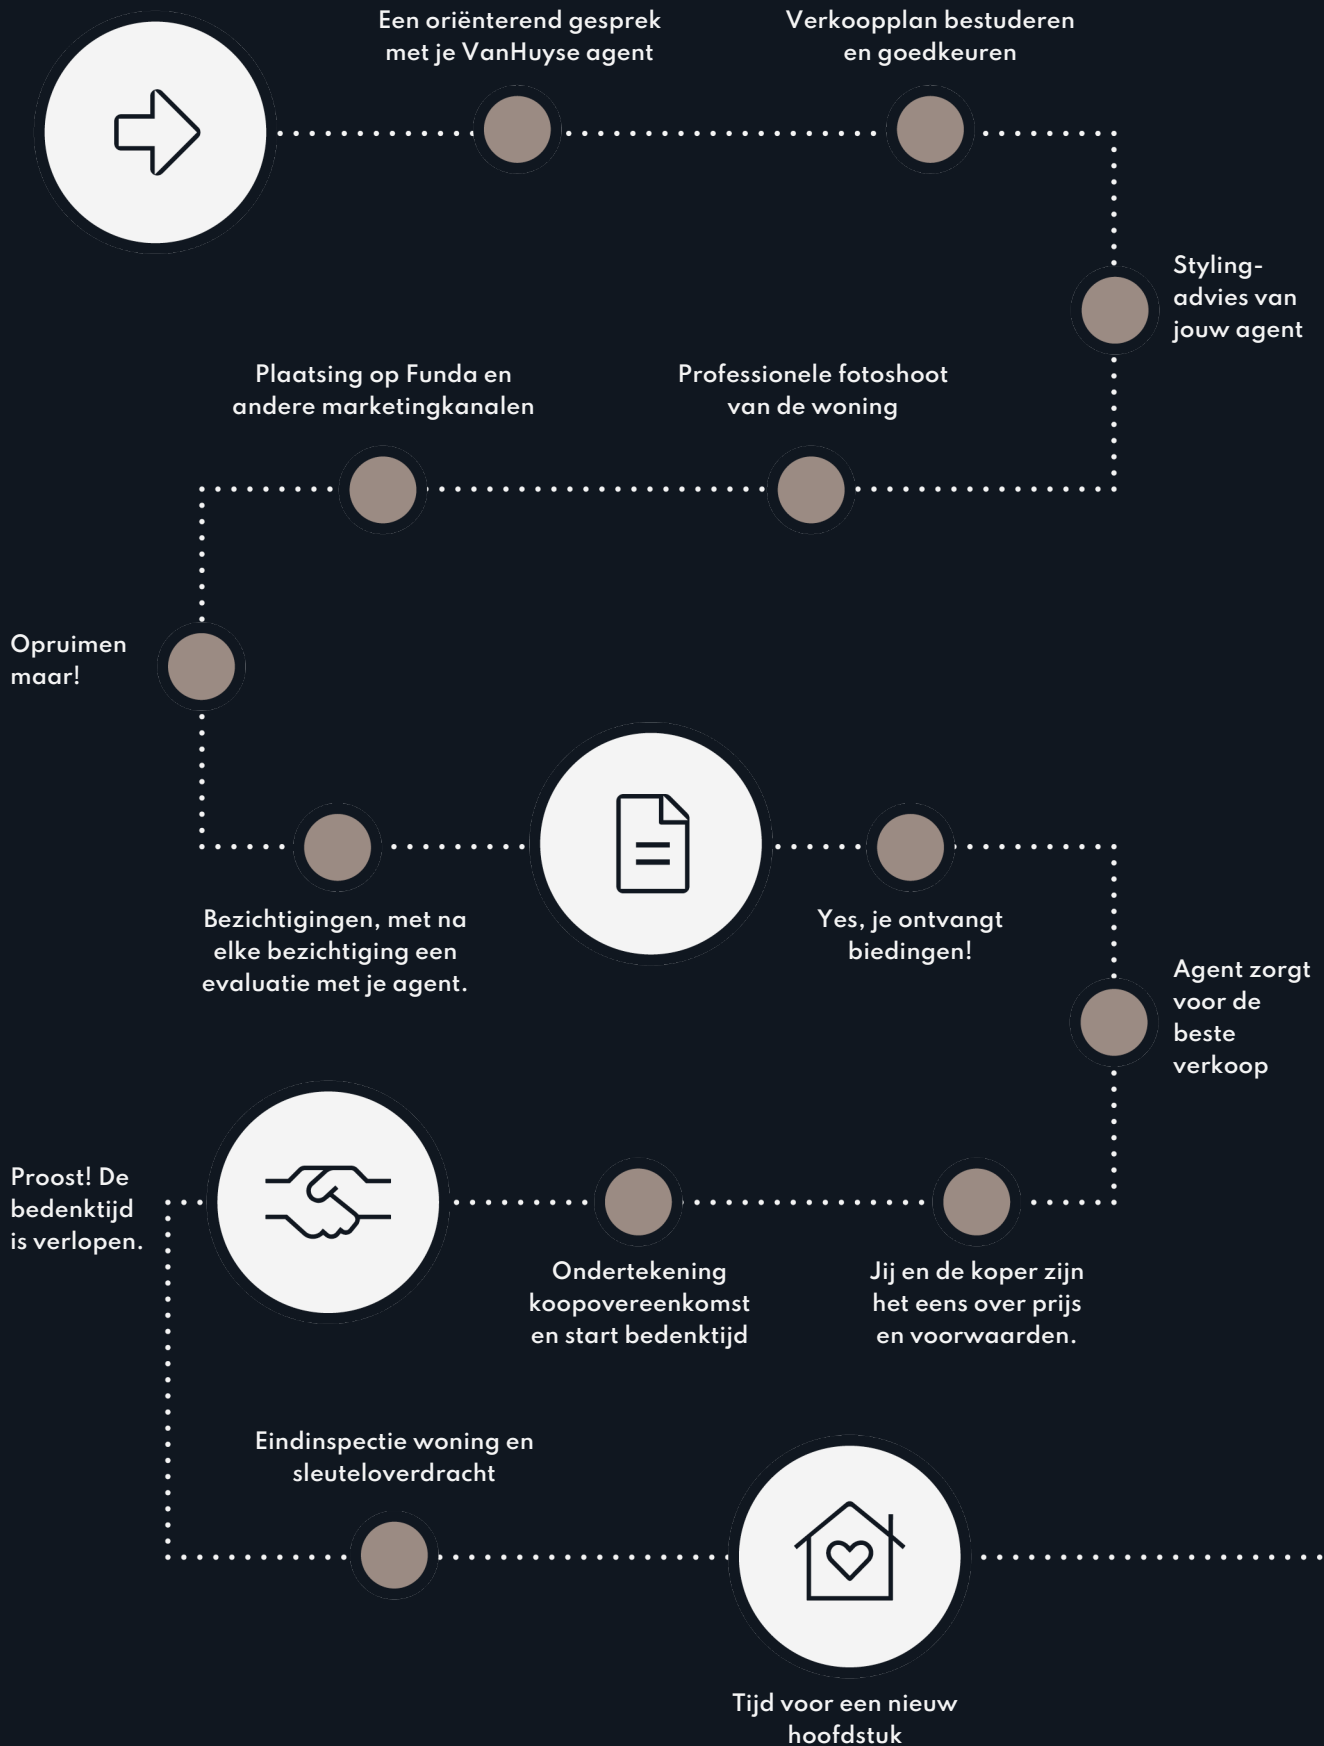 Een oriënterend gesprek
met je VanHuyse agent
Verkoopplan bestuderen
en goedkeuren
Styling-
advies van
jouw agent
Professionele fotoshoot
van de woning
Plaatsing op Funda en
andere marketingkanalen
Opruimen
maar!
Bezichtigingen, met na
elke bezichtiging een
evaluatie met je agent.
Yes, je ontvangt
biedingen!
Agent zorgt
voor de
beste
verkoop
Jij en de koper zijn
het eens over prijs
en voorwaarden.
Ondertekening
koopovereenkomst
en start bedenktijd
Proost! De
bedenktijd
is verlopen.
Eindinspectie woning en
sleuteloverdracht
Tijd voor een nieuw
hoofdstuk